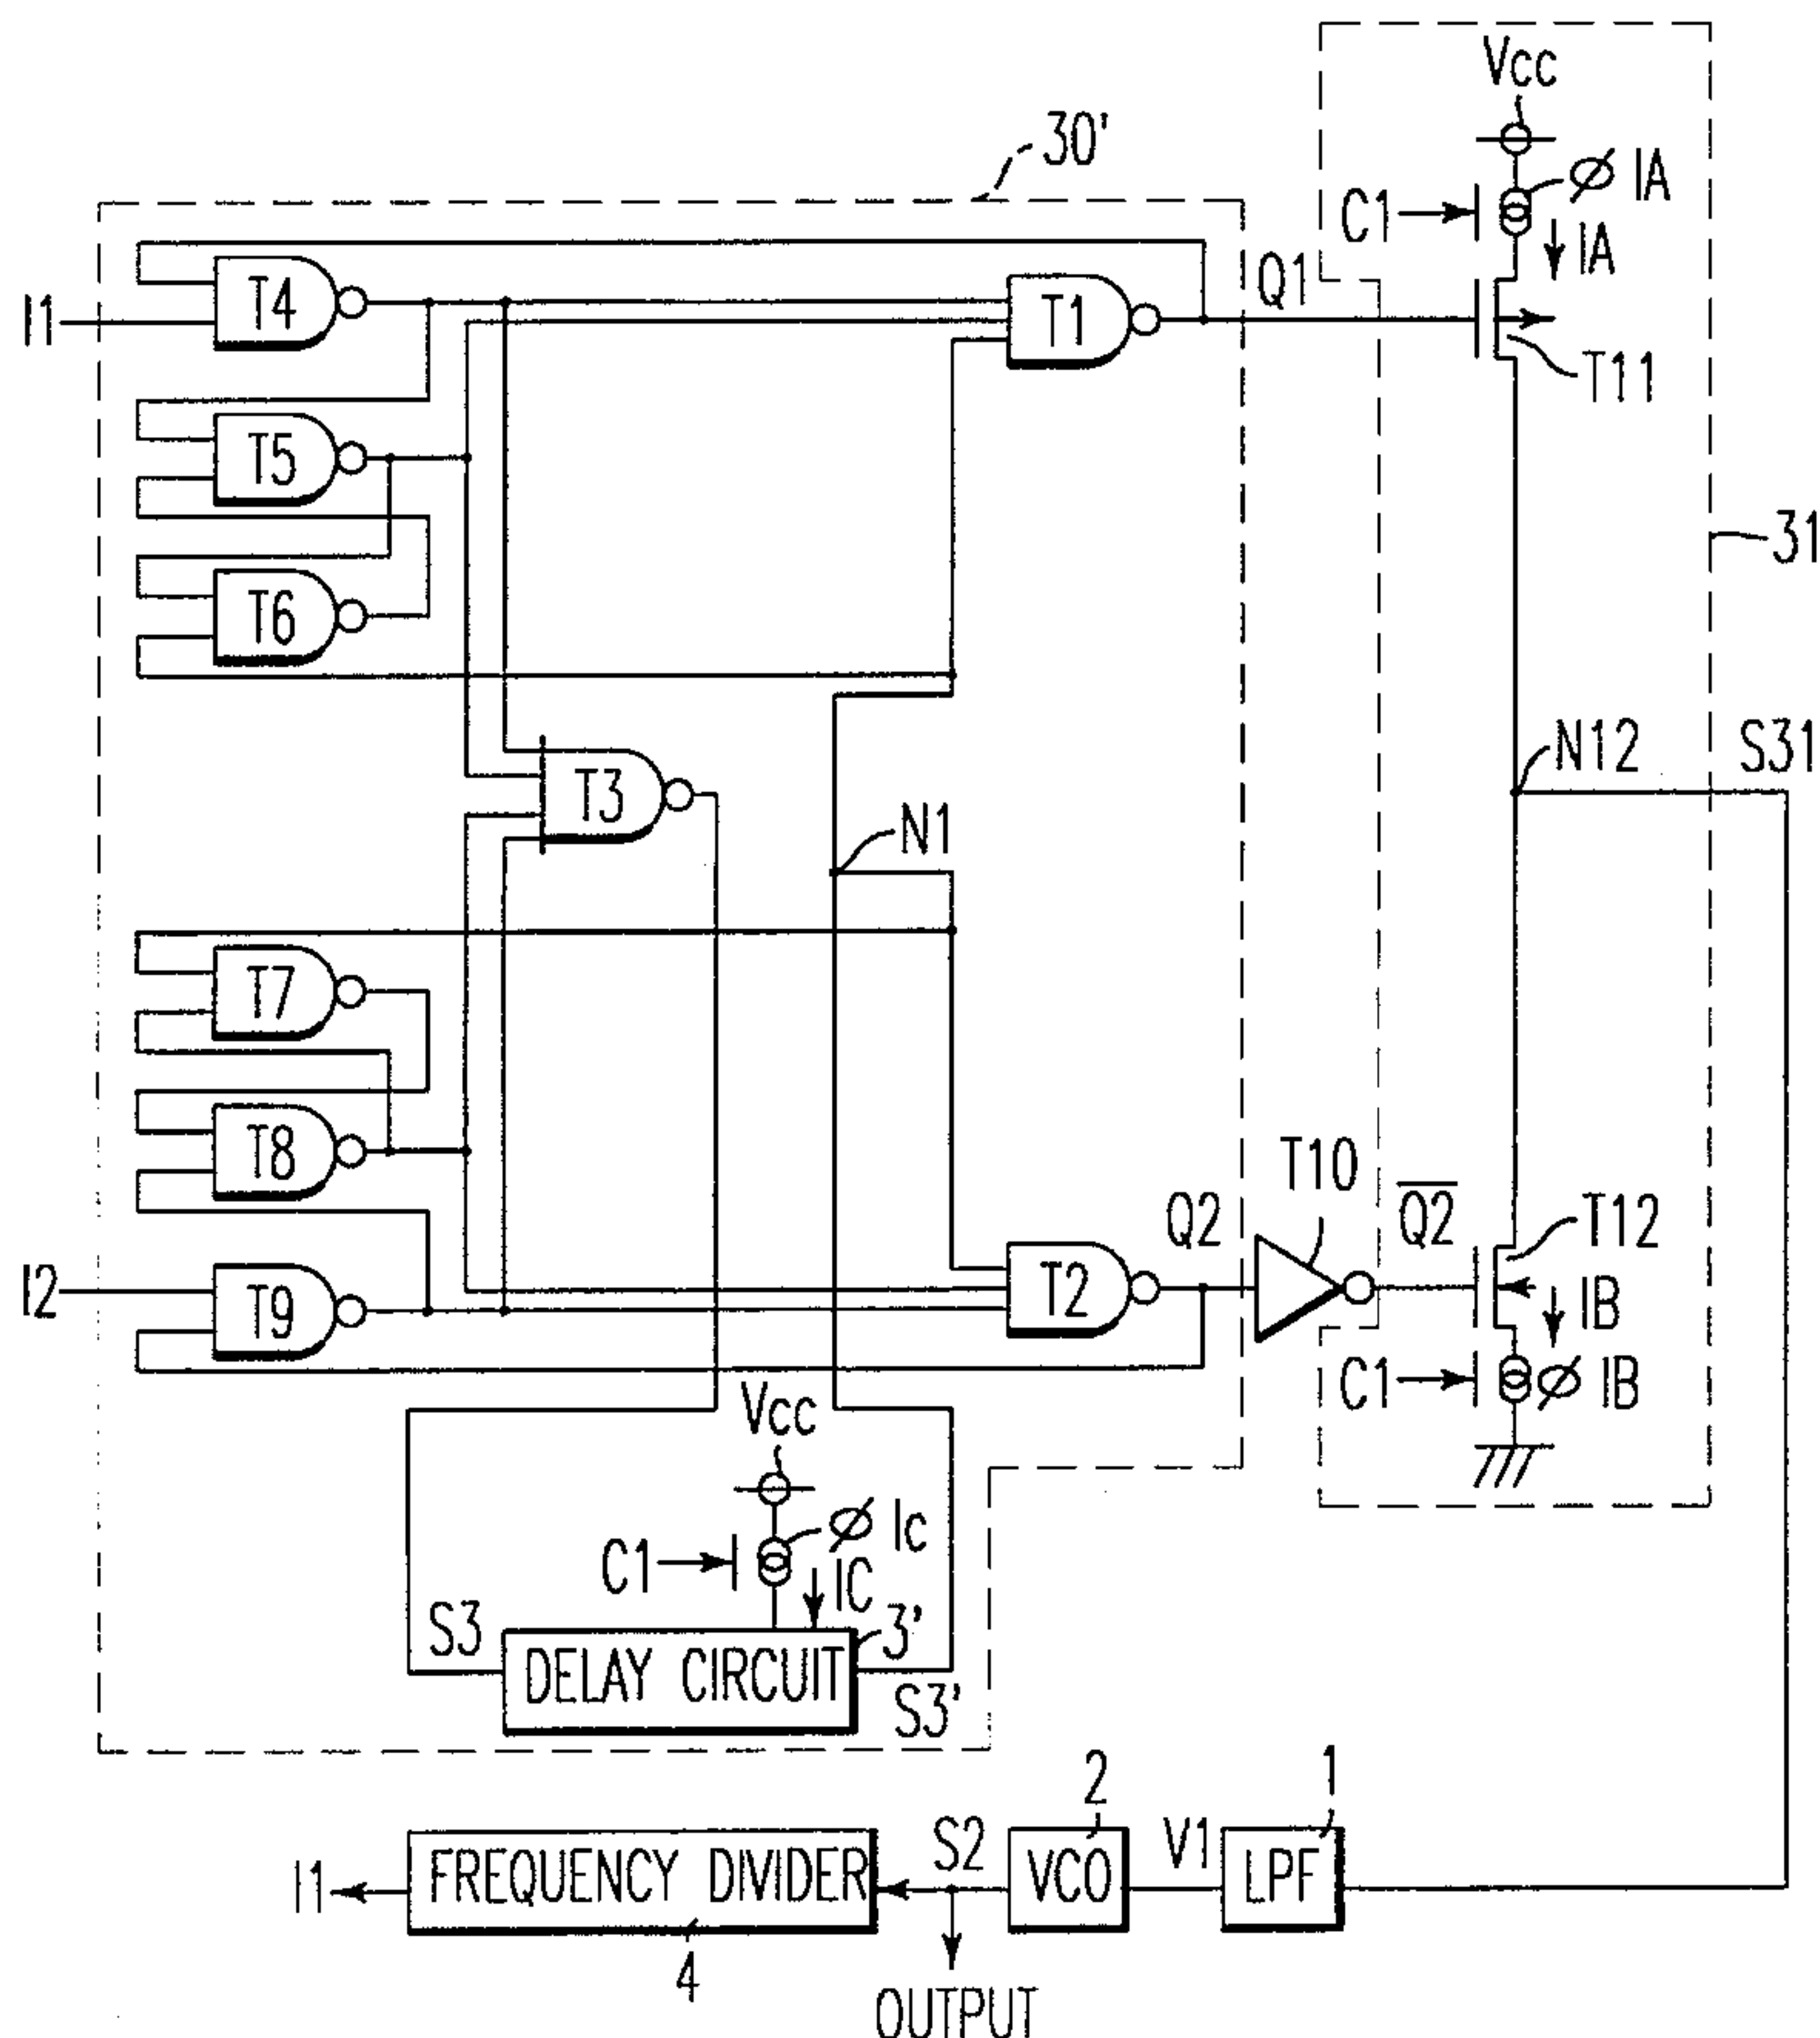 Vcc
30'
C1
∅ IA
IA
I1
T4
T1
Q1
T11
T5
31
T6
N12
S31
T3
N1
T7
T8
T10
Q2
Q2
T12
I2
T9
T2
IB
C1
∅ IB
Vcc
C1
∅ Ic
IC
S3
3'
DELAY CIRCUIT
S3'
2
1
S2
V1
I1
FREQUENCY DIVIDER
VCO
LPF
4
OUTPUT